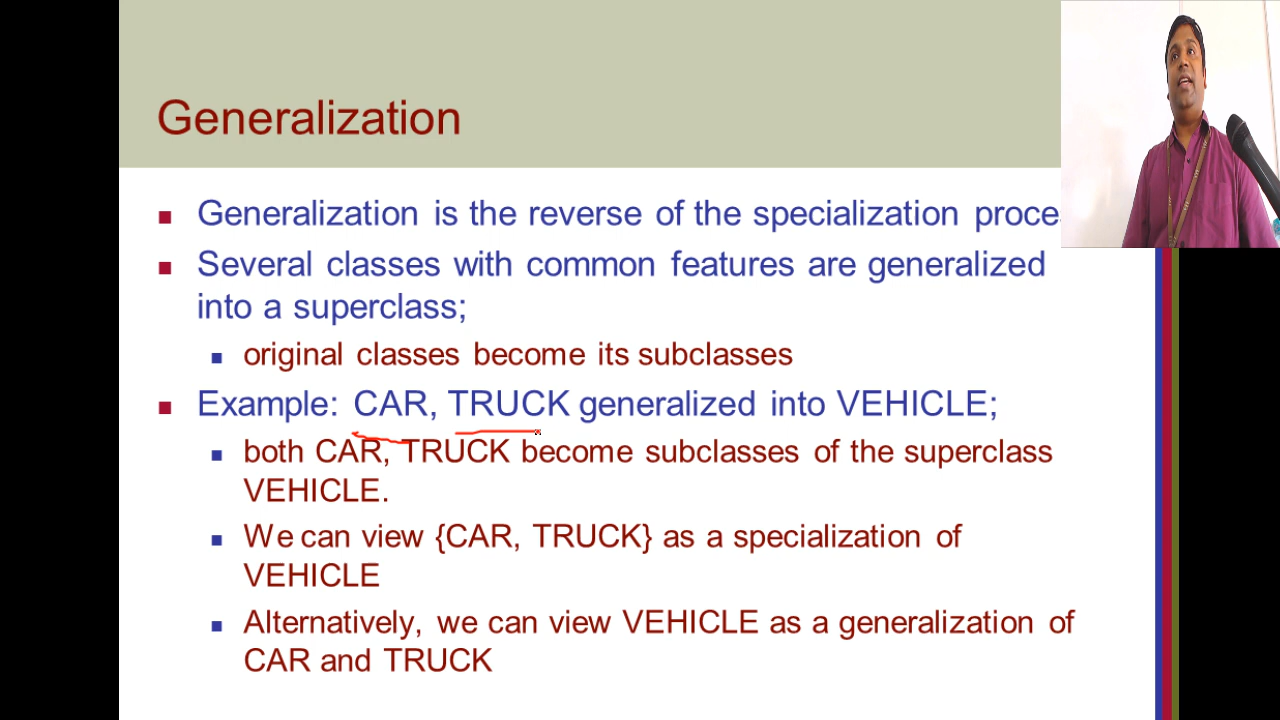 Generalization
Generalization is the reverse of the specialization proce
Several classes with common features are generalized
into a superclass;
original classes become its subclasses
Example: CAR, TRUCK generalized into VEHICLE;
both CAR, TRUCK become subclasses of the superclass
VEHICLE.
We can view {CAR, TRUCK} as a specialization of
VEHICLE
Alternatively, we can view VEHICLE as a generalization of
CAR and TRUCK